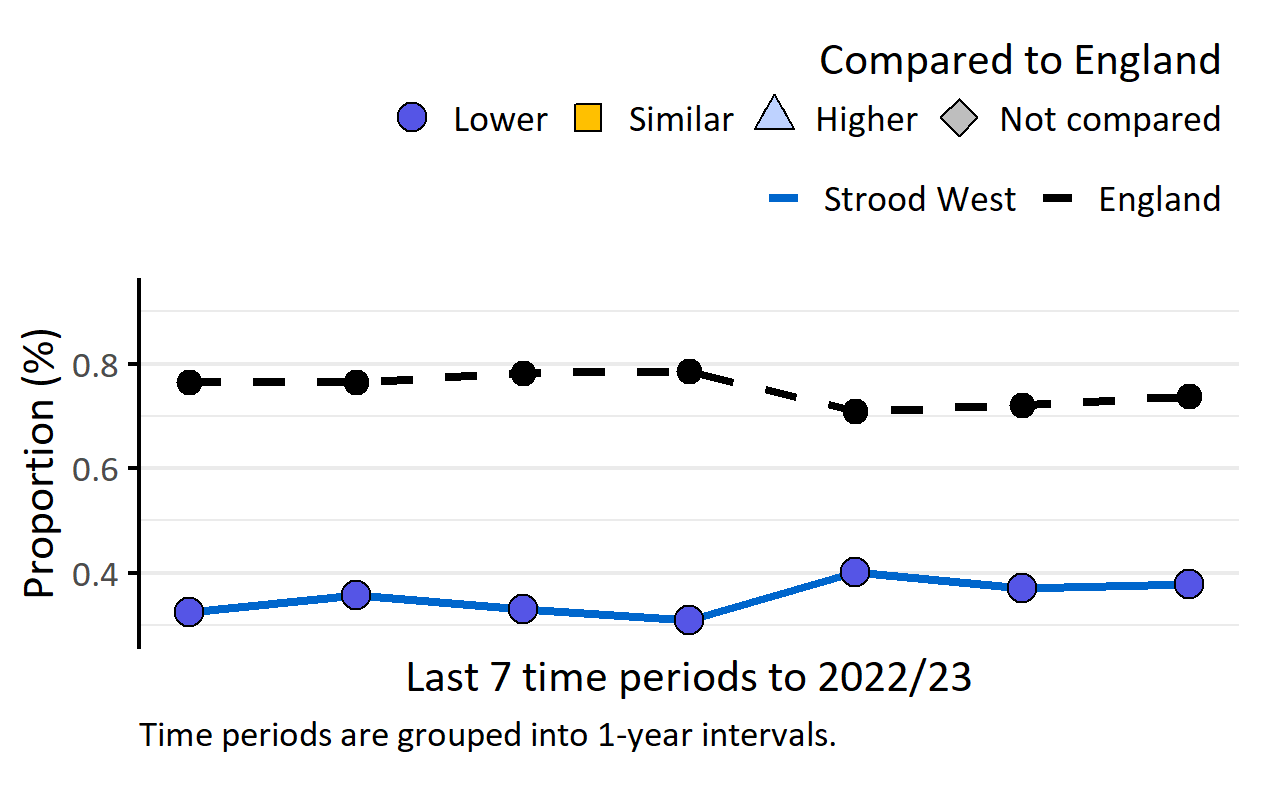 Compared to England
Lower Similar Higher Not compared
Strood West England
Proportion (%)
0.8
0.6
0.4
Last 7 time periods to 2022/23
Time periods are grouped into 1-year intervals.